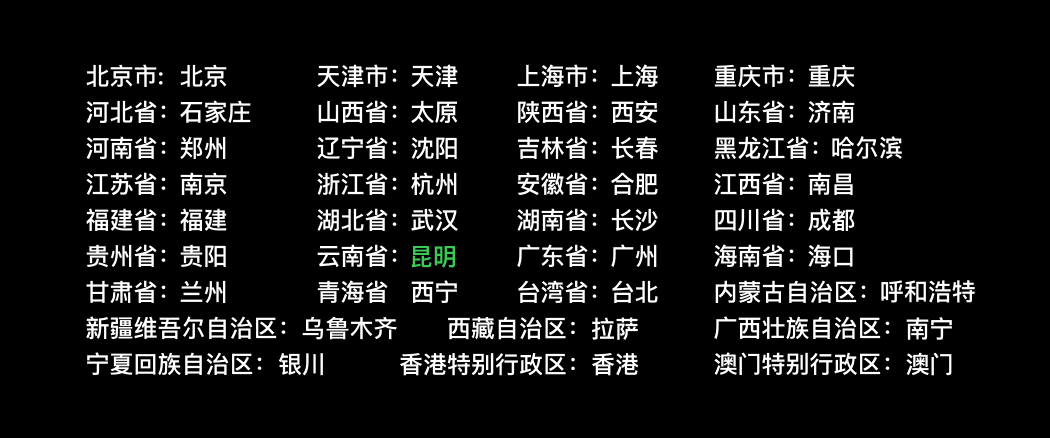 北京市：北京 天津市：天津 上海市：上海 重庆市：重庆
河北省：石家庄 山西省：太原 陕西省：西安 山东省：济南
河南省：郑州 辽宁省：沈阳 吉林省：长春 黑龙江省：哈尔滨
江苏省：南京 浙江省：杭州 安徽省：合肥 江西省：南昌
福建省：福建 湖北省：武汉 湖南省：长沙 四川省：成都
贵州省：贵阳 云南省：昆明 广东省：广州 海南省：海口
甘肃省：兰州 青海省 西宁 台湾省：台北 内蒙古自治区：呼和浩特
新疆维吾尔自治区：乌鲁木齐 西藏自治区：拉萨 广西壮族自治区：南宁
宁夏回族自治区：银川 香港特别行政区：香港 澳门特别行政区：澳门